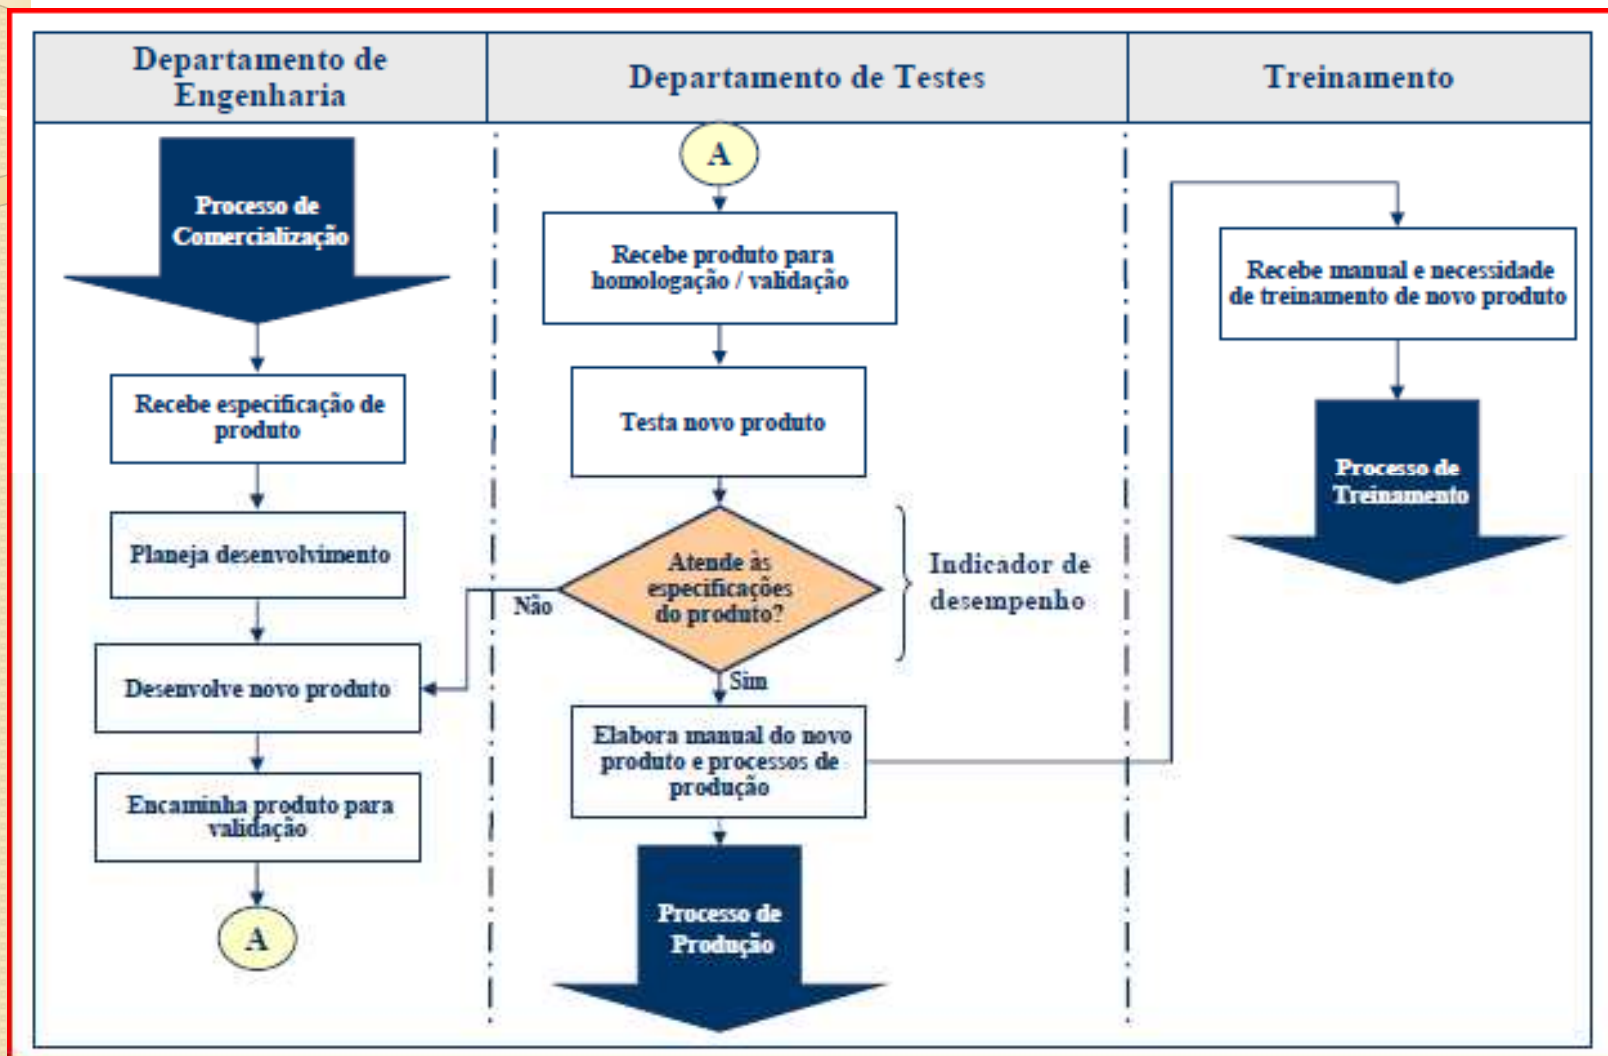 Departamento de
Engenharia
Departamento de Testes
Treinamento
Processo de
Comercialização
Recebe especificação de
produto
Planeja desenvolvimento
Desenvolve novo produto
Encaminha produto para
validação
A
A
Recebe produto para
homologação / validação
Testa novo produto
Atende às
especificações
do produto?
Não
Sim
Indicador de
desempenho
Elabora manual do novo
produto e processos de
produção
Processo de
Produção
Recebe manual e necessidade
de treinamento de novo produto
Processo de
Treinamento